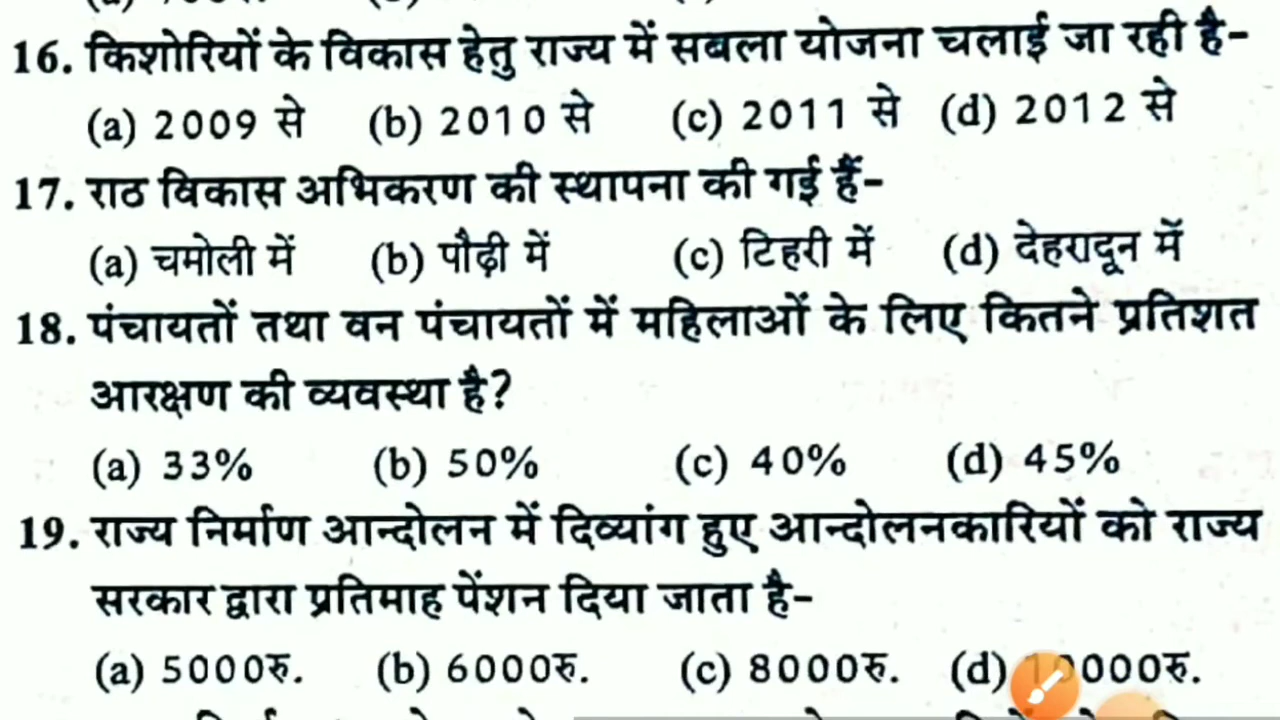 16. किशोरियों के विकास हेतु राज्य में सबला योजना चलाई जा रही है-
(a) 2009 से (b) 2010 से (c) 2011 से (d) 2012 से
17. राठ विकास अभिकरण की स्थापना की गई हैं-
(a) चमोली में (b) पौढ़ी में (c) टिहरी में (d) देहरादून में
18. पंचायतों तथा वन पंचायतों में महिलाओं के लिए कितने प्रतिशत
आरक्षण की व्यवस्था है?
(a) 33% (b) 50% (c) 40% (d) 45%
19. राज्य निर्माण आन्दोलन में दिव्यांग हुए आन्दोलनकारियों को राज्य
सरकार द्वारा प्रतिमाह पेंशन दिया जाता है-
(a) 5000रु. (b) 6000रु. (c) 8000रु. (d) 10000रु.